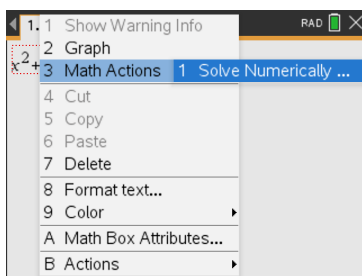 1.
RAD
x²+
1 Show Warning Info
2 Graph
3 Math Actions
1 Solve Numerically ...
4 Cut
5 Copy
6 Paste
7 Delete
8 Format text...
9 Color
A Math Box Attributes...
B Actions